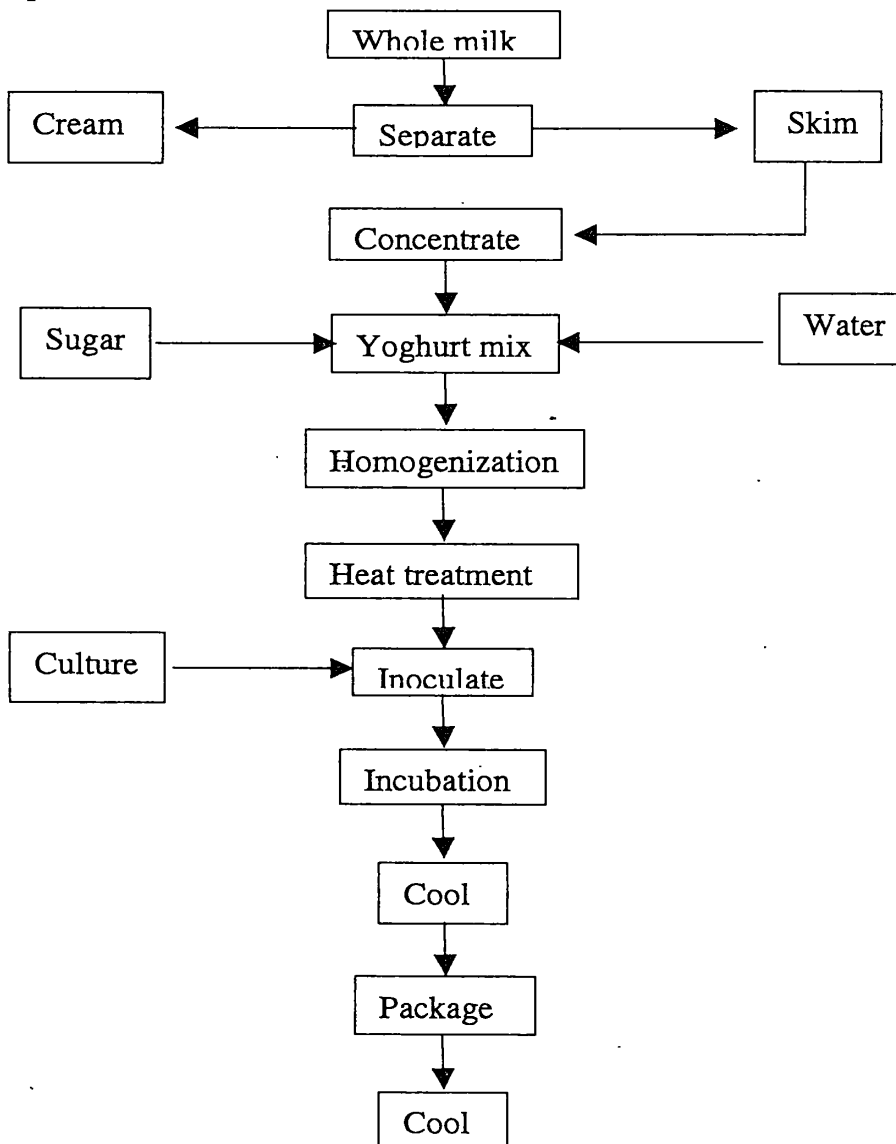 Whole milk
Cream
Separate
Skim
Concentrate
Sugar
Yoghurt mix
Water
Homogenization
Heat treatment
Culture
Inoculate
Incubation
Cool
Package
Cool